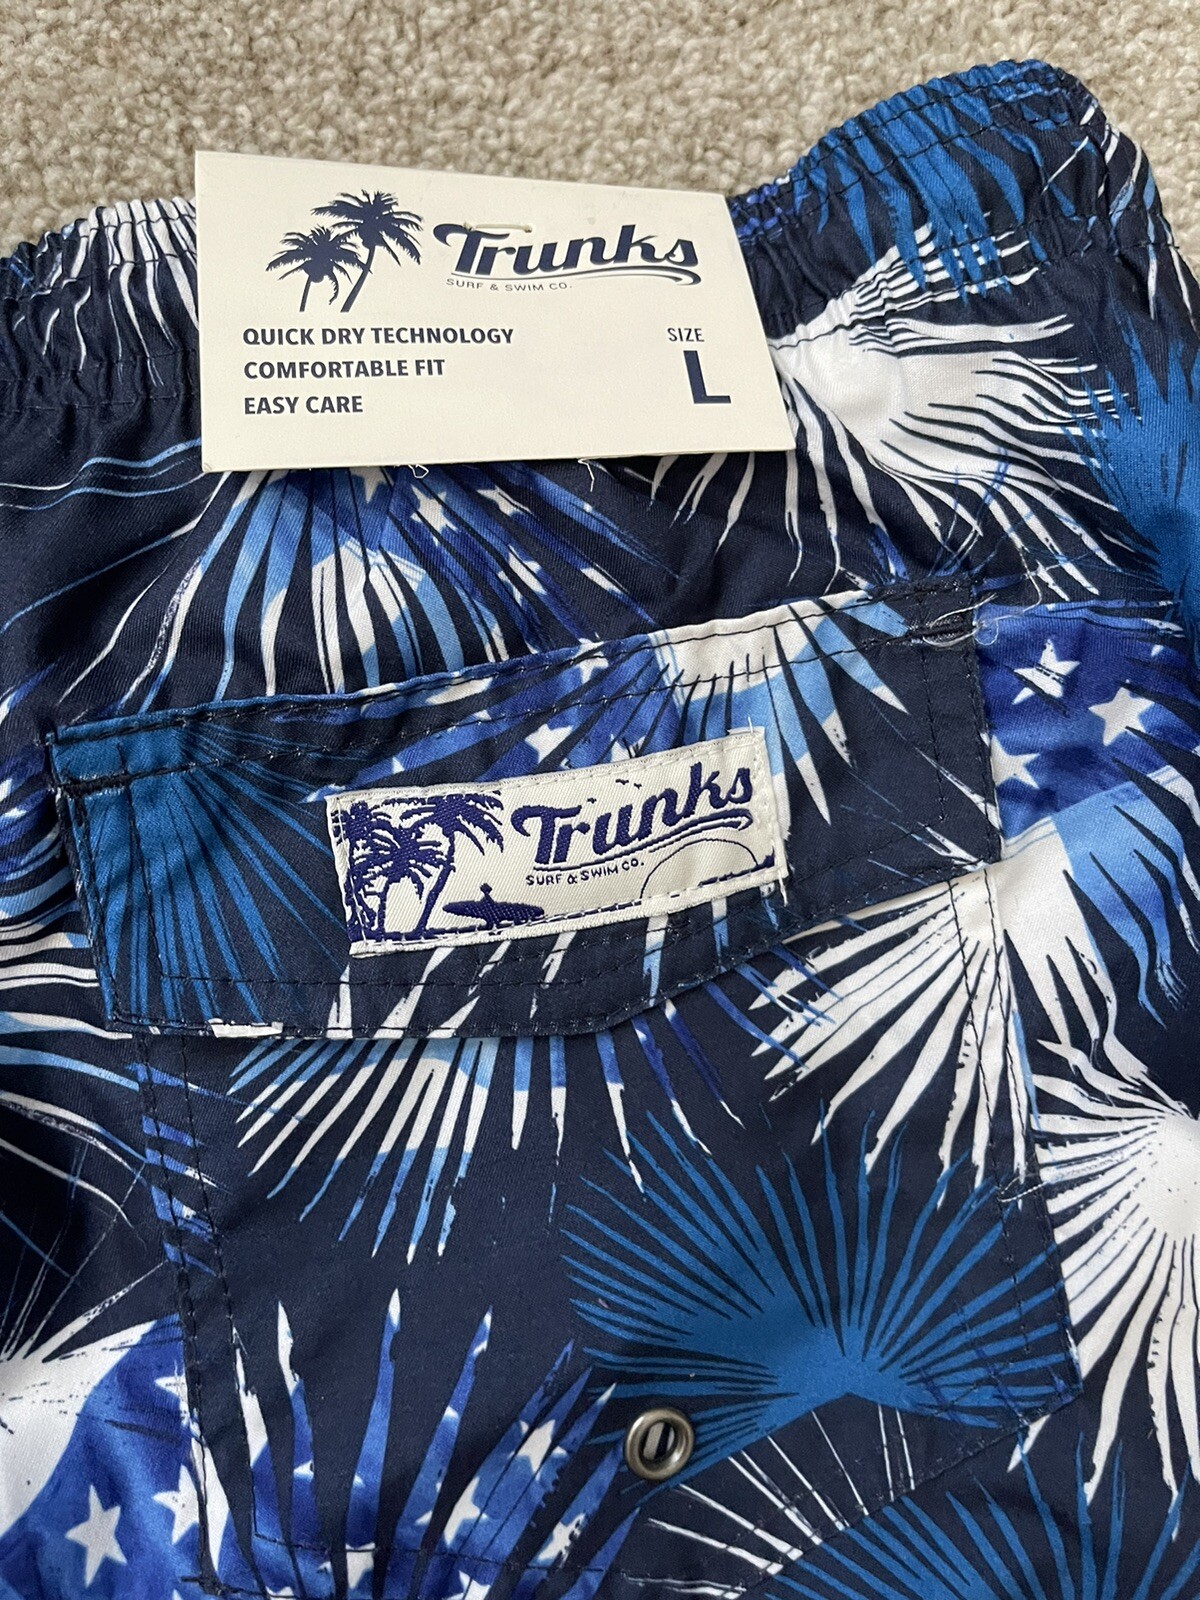 Trunks
SURF & SWIM CO.
QUICK DRY TECHNOLOGY
COMFORTABLE FIT
EASY CARE
SIZE
L
Trunks
SURF & SWIM CO.